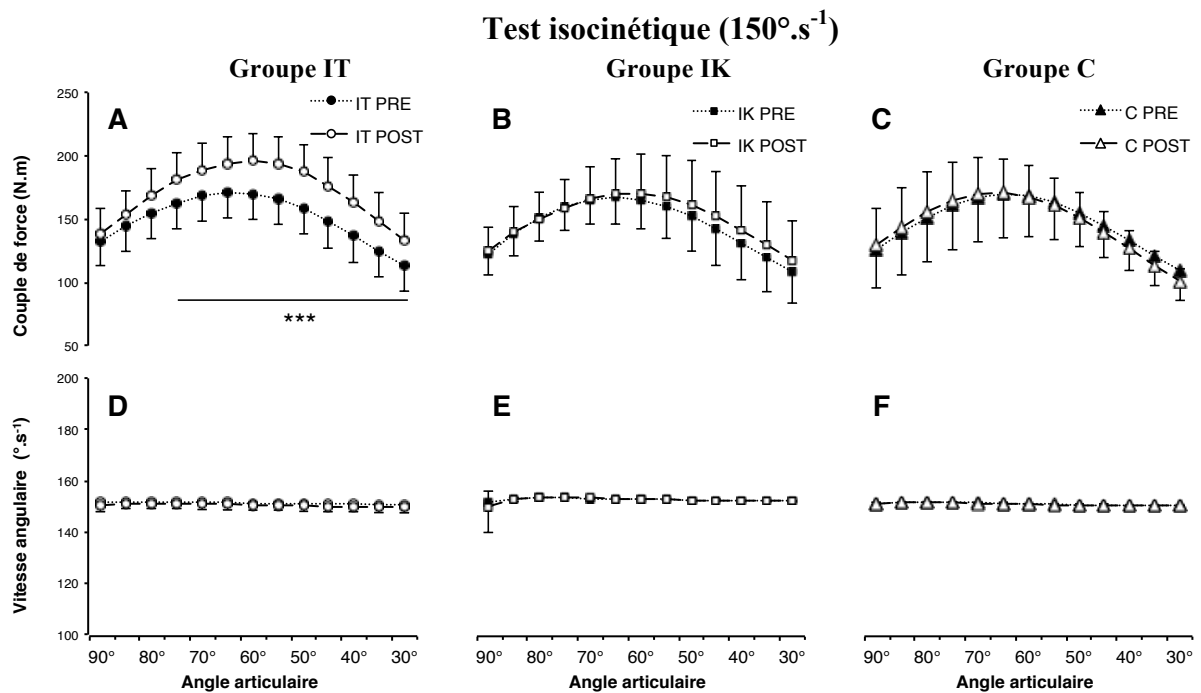 Test isocinétique (150°.s-1)
Groupe IT
Groupe IK
Groupe C
A
IT PRE
IT POST
B
IK PRE
IK POST
C
C PRE
C POST
Couple de force (N.m)
250
200
150
100
50
***
D
E
F
Vitesse angulaire (°.s-1)
200
180
160
140
120
100
90° 80° 70° 60° 50° 40° 30°
90° 80° 70° 60° 50° 40° 30°
90° 80° 70° 60° 50° 40° 30°
Angle articulaire
Angle articulaire
Angle articulaire